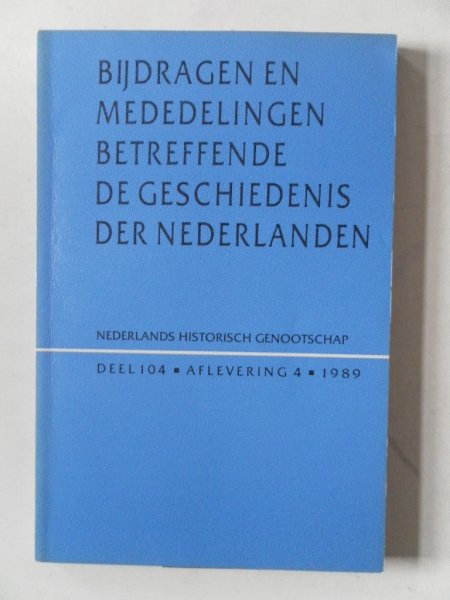 BIJDRAGEN EN
MEDEDELINGEN
BETREFFENDE
DE GESCHIEDENIS
DER NEDERLANDEN
NEDERLANDS HISTORISCH GENOOTSCHAP
DEEL 104 ▪ AFLEVERING 4 ▪ 1989